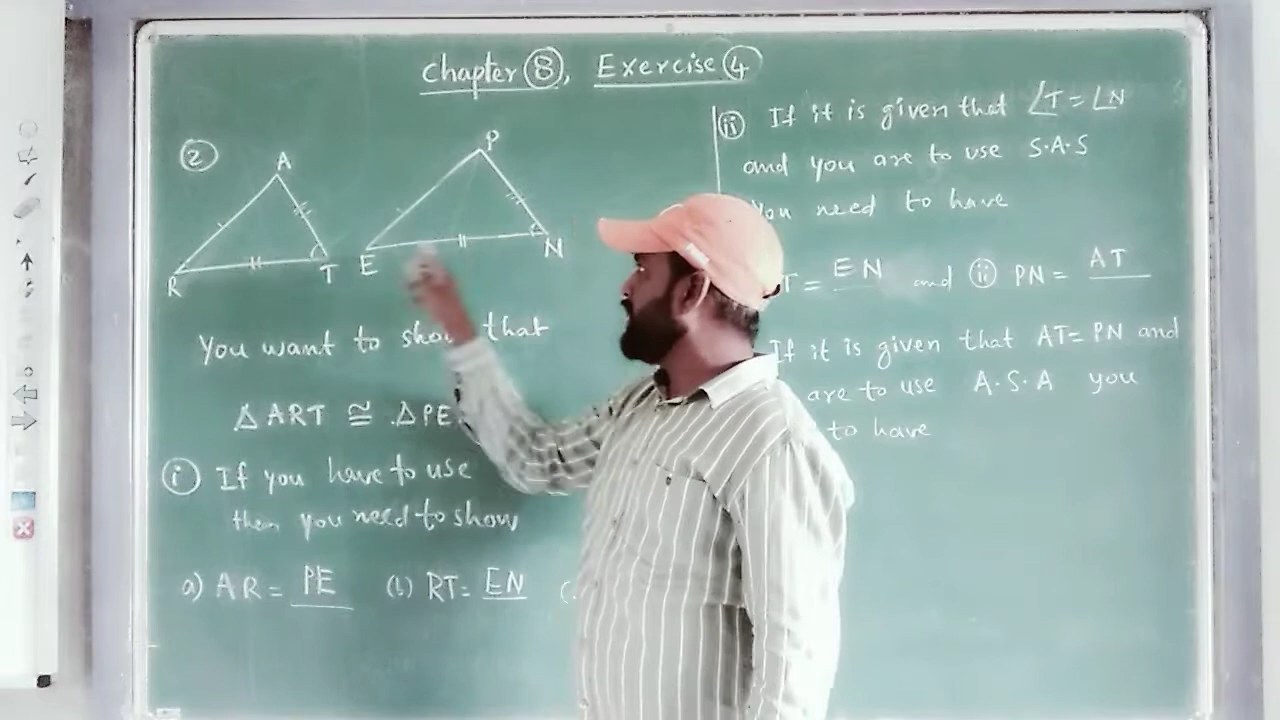 Chapter 8, Exercise 4
2
A
R
T
P
E
N
You want to show that
Δ ART ≅ Δ PE
i If you have to use
then you need to show
a) AR = PE (b) RT = EN (
ii If it is given that ∠T = ∠N
and you are to use S.A.S
You need to have
T = EN and ii PN = AT
If it is given that AT = PN and
are to use A.S.A you
to have